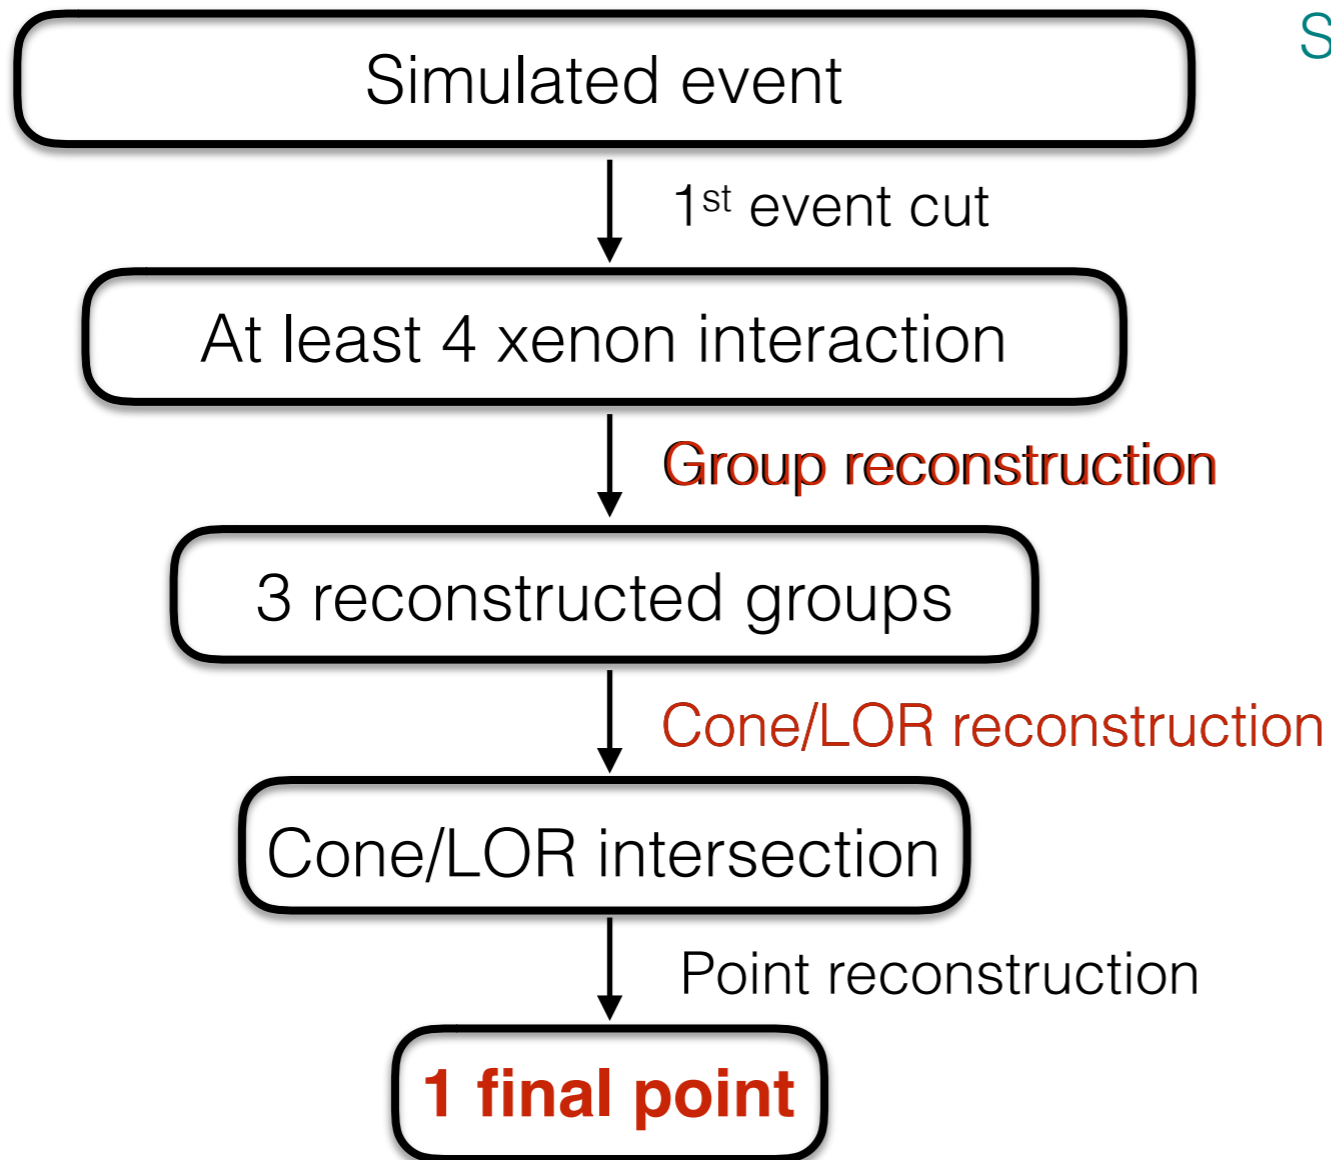 Simulated event
1st event cut
At least 4 xenon interaction
Group reconstruction
3 reconstructed groups
Cone/LOR reconstruction
Cone/LOR intersection
Point reconstruction
1 final point